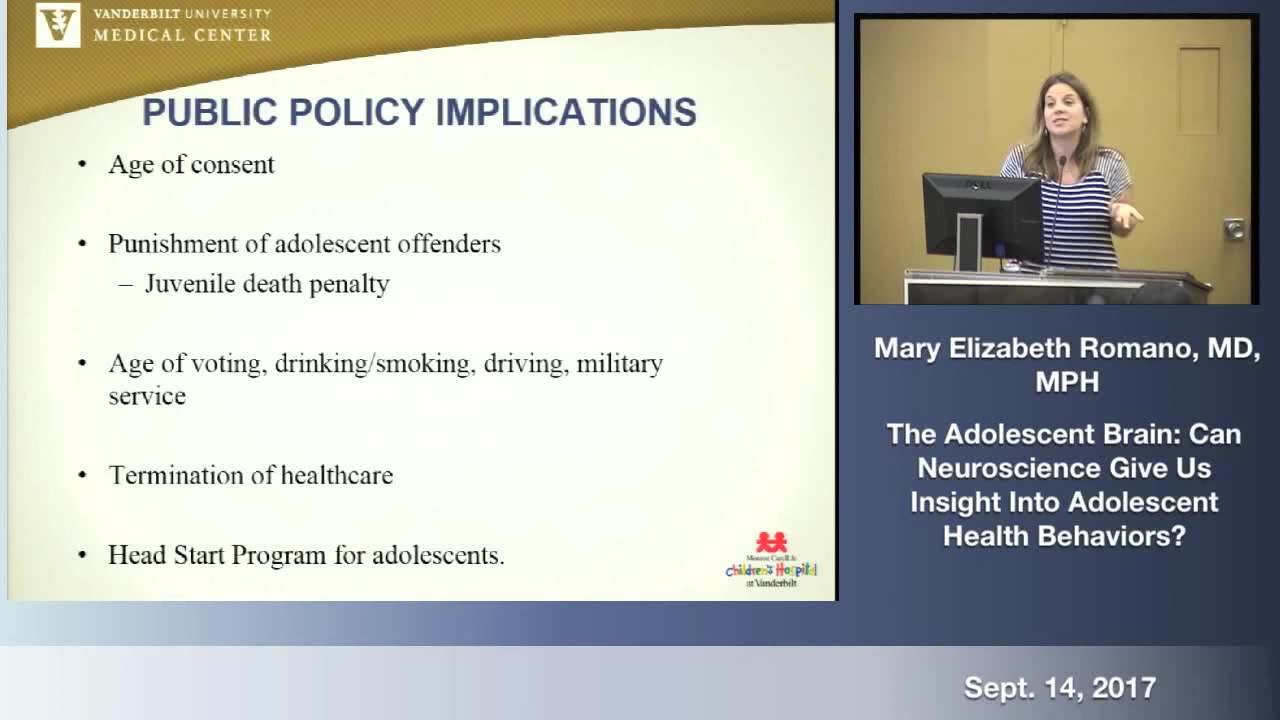 VANDERBILT UNIVERSITY
MEDICAL CENTER
PUBLIC POLICY IMPLICATIONS
• Age of consent
• Punishment of adolescent offenders
– Juvenile death penalty
• Age of voting, drinking/smoking, driving, military
service
• Termination of healthcare
• Head Start Program for adolescents.
Monroe Carell Jr.
Children's Hospital
at Vanderbilt
DELL
Mary Elizabeth Romano, MD,
MPH
The Adolescent Brain: Can
Neuroscience Give Us
Insight Into Adolescent
Health Behaviors?
Sept. 14, 2017